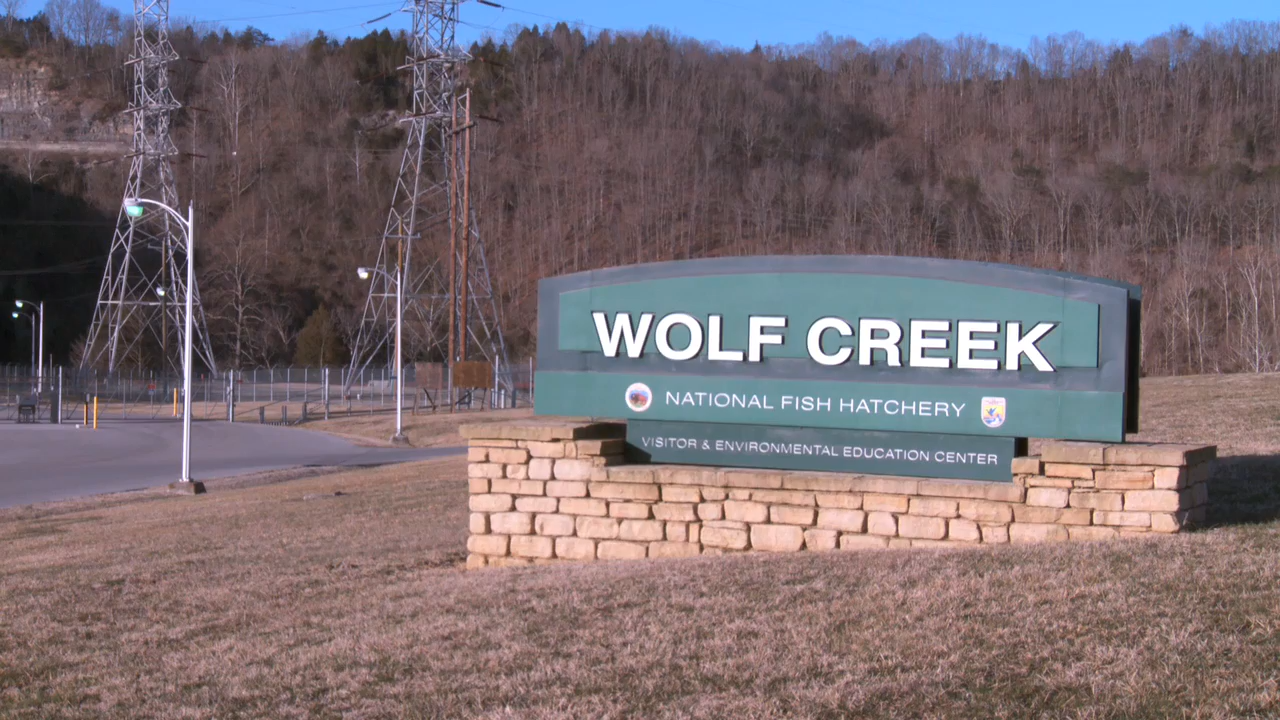 WOLF CREEK
NATIONAL FISH HATCHERY
VISITOR & ENVIRONMENTAL EDUCATION CENTER